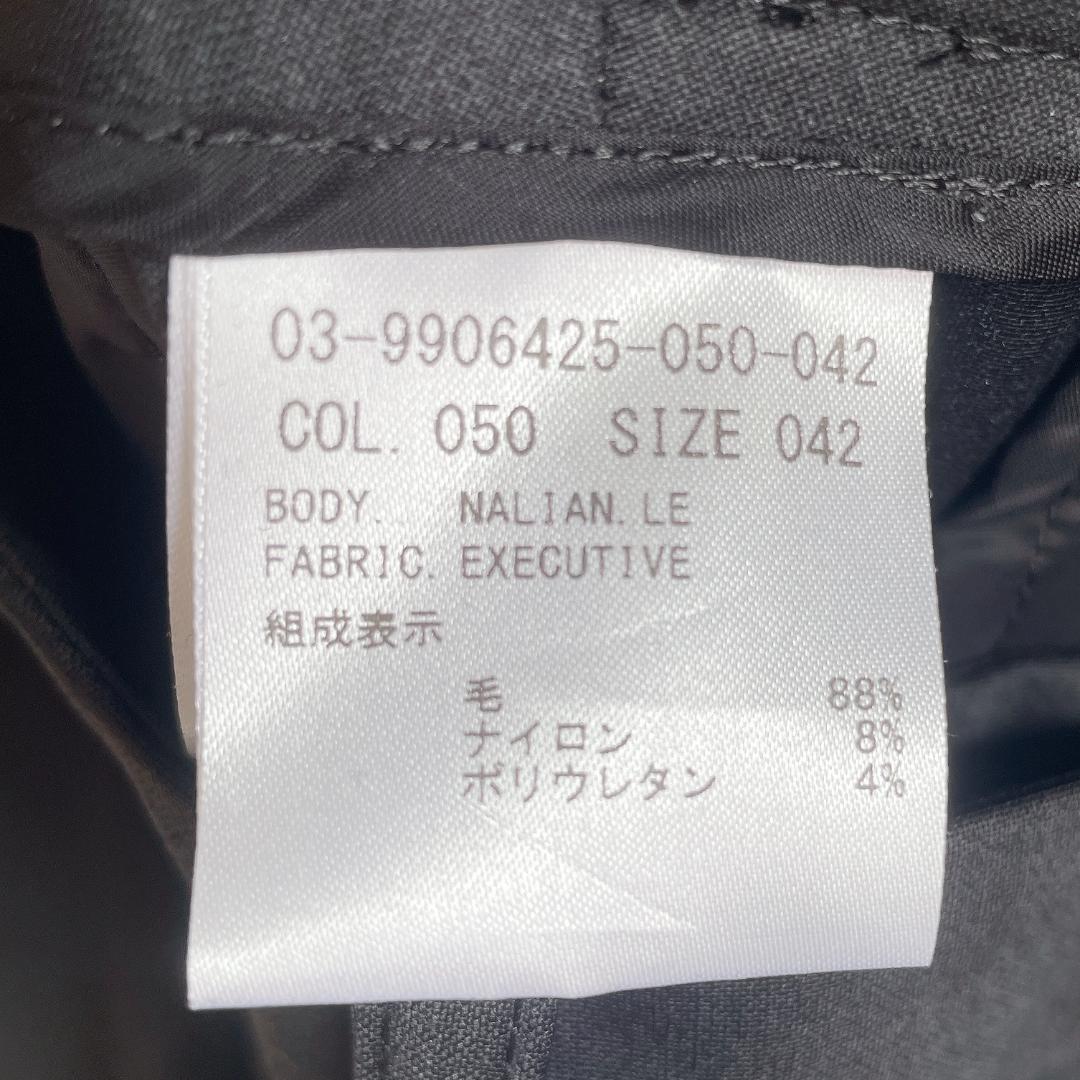 03-9906425-050-042
COL. 050 SIZE 042
BODY. NALIAN.LE
FABRIC. EXECUTIVE
組成表示
毛 88%
ナイロン 8%
ポリウレタン 4%